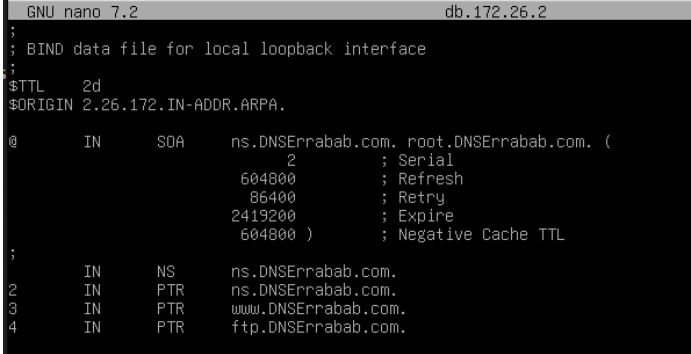 GNU nano 7.2 db.172.26.2
;
; BIND data file for local loopback interface
;
$TTL 2d
$ORIGIN 2.26.172.IN-ADDR.ARPA.
@ IN SOA ns.DNSErrabab.com. root.DNSErrabab.com. (
2 ; Serial
604800 ; Refresh
86400 ; Retry
2419200 ; Expire
604800 ) ; Negative Cache TTL
;
IN NS ns.DNSErrabab.com.
2 IN PTR ns.DNSErrabab.com.
3 IN PTR www.DNSErrabab.com.
4 IN PTR ftp.DNSErrabab.com.